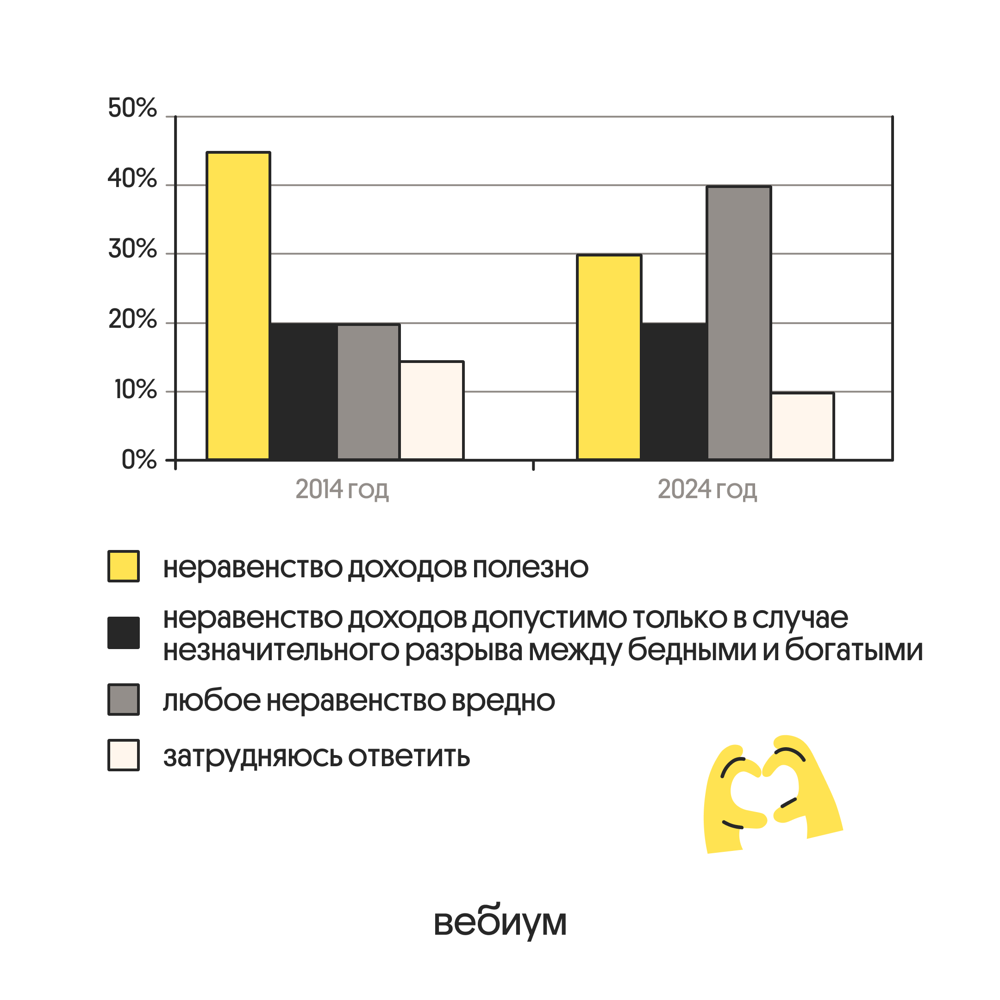 50%
40%
30%
20%
10%
0%
2014 год
2024 год
неравенство доходов полезно
неравенство доходов допустимо только в случае
незначительного разрыва между бедными и богатыми
любое неравенство вредно
затрудняюсь ответить
вебиум